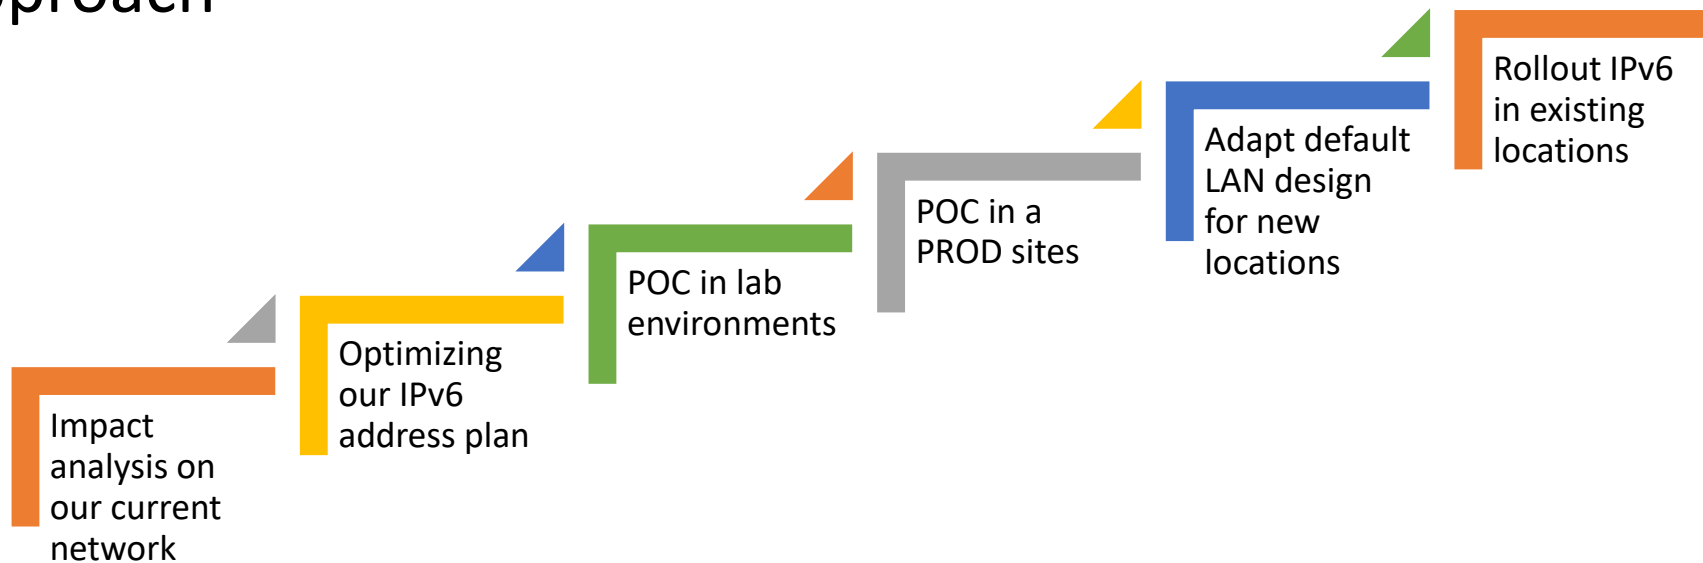 Impact
analysis on
our current
network
Optimizing
our IPv6
address plan
POC in lab
environments
POC in a
PROD sites
Adapt default
LAN design
for new
locations
Rollout IPv6
in existing
locations